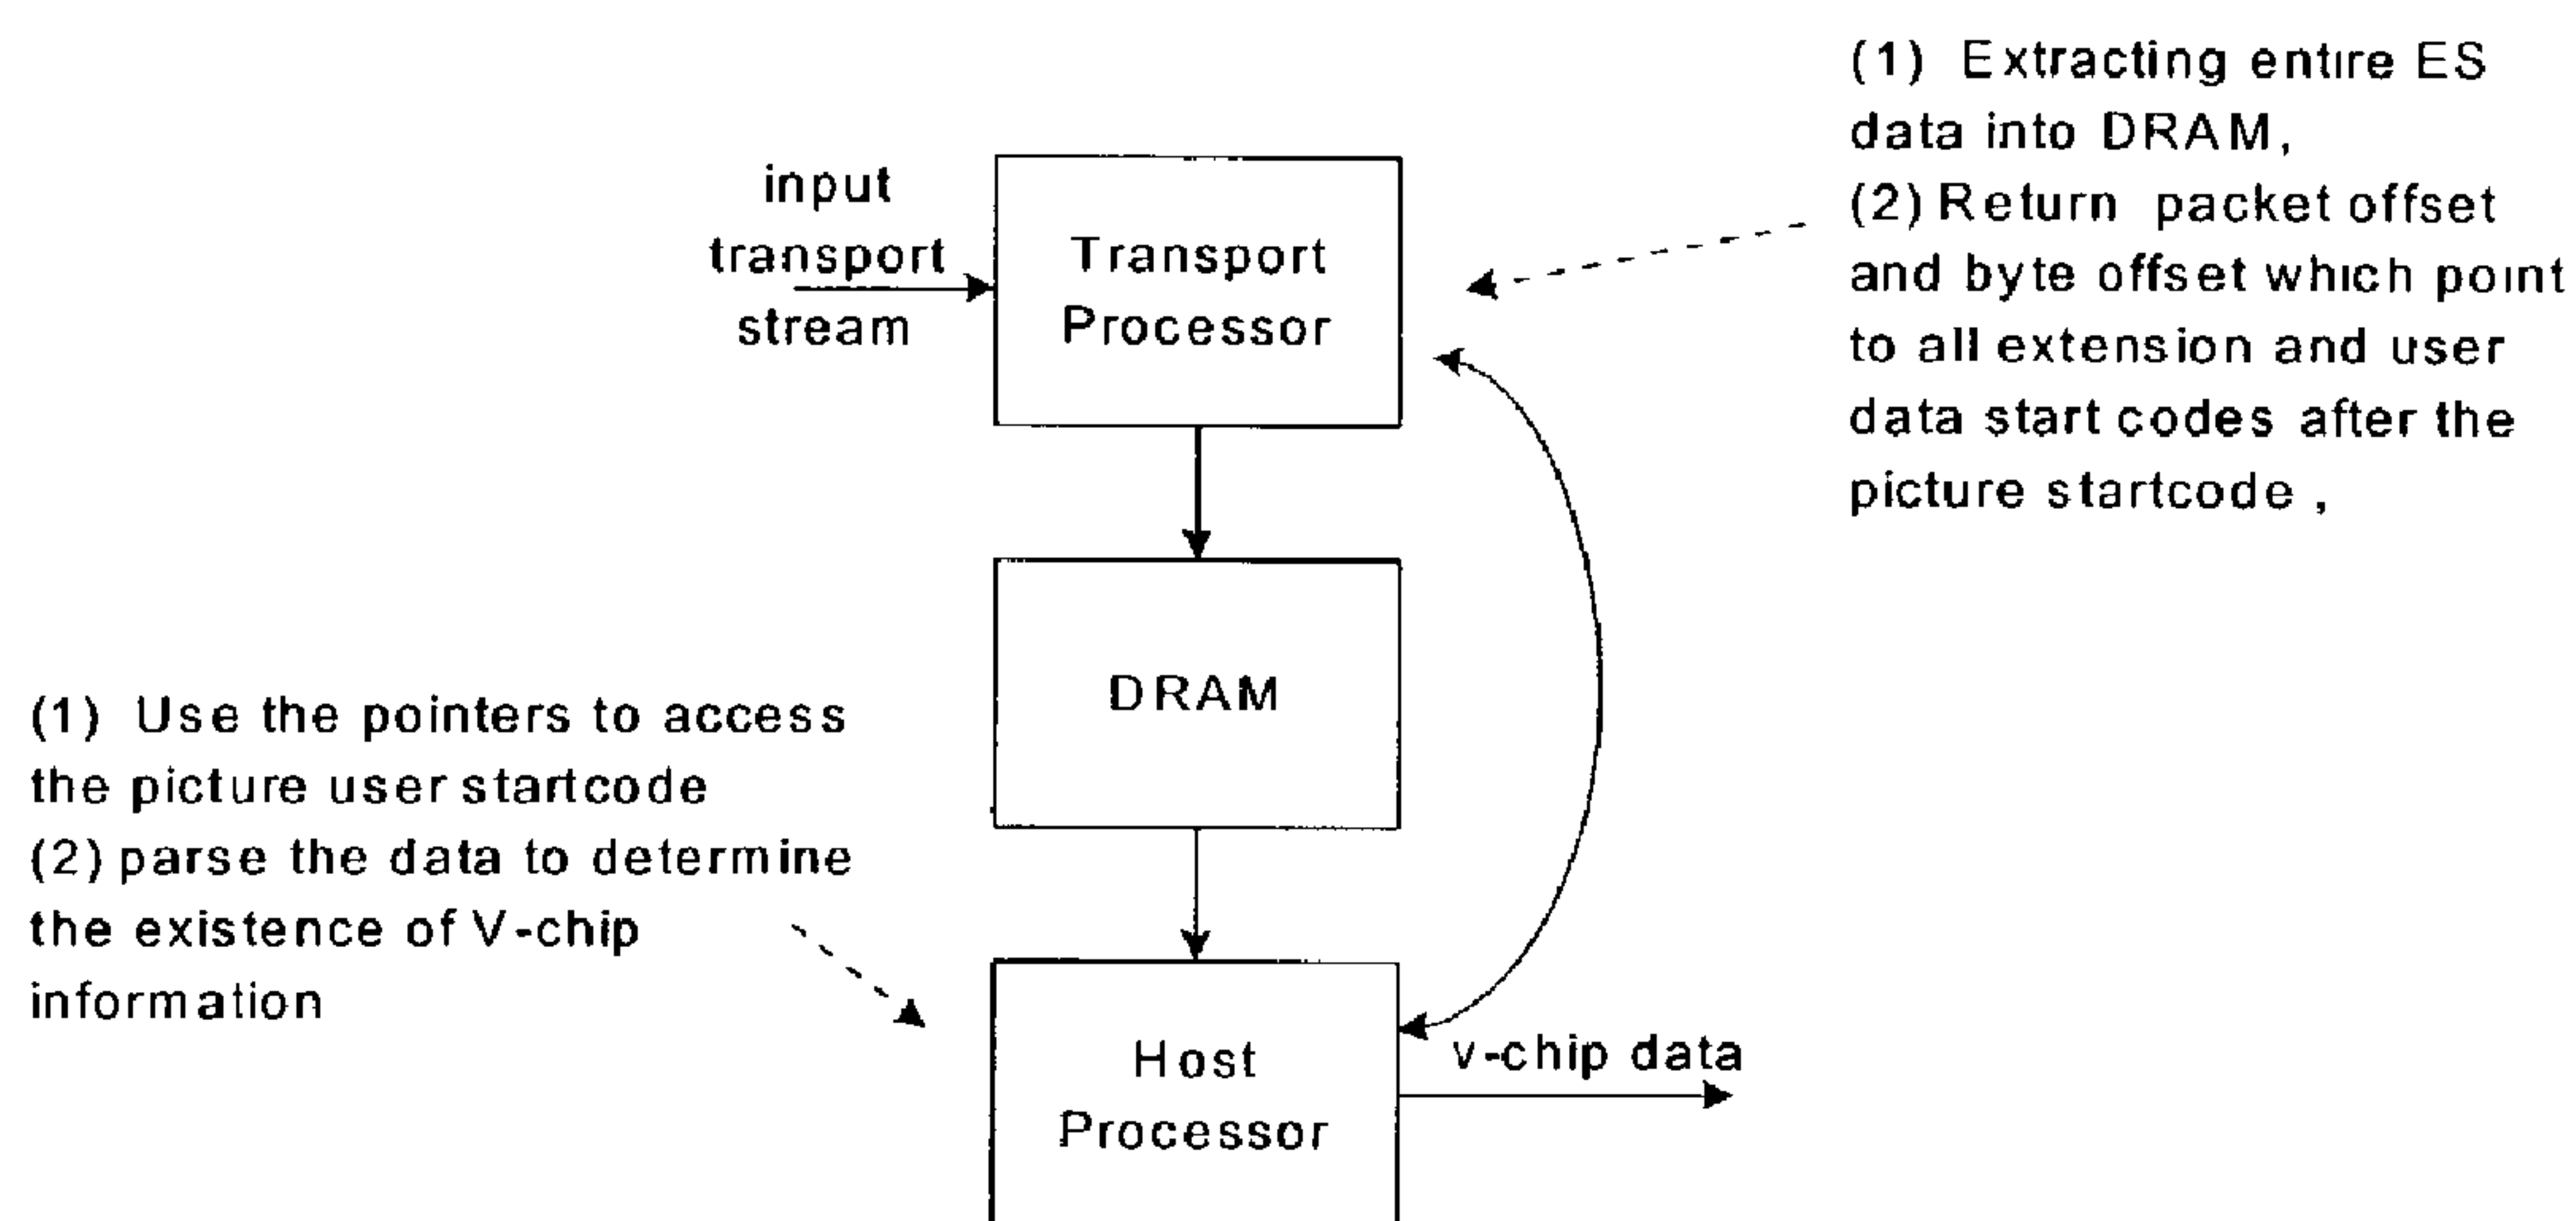 (1) Extracting entire ES
data into DRAM,
(2) Return packet offset
and byte offset which point
to all extension and user
data start codes after the
picture startcode ,
input
transport
stream
Transport
Processor
DRAM
(1) Use the pointers to access
the picture user startcode
(2) parse the data to determine
the existence of V-chip
information
Host
Processor
v-chip data